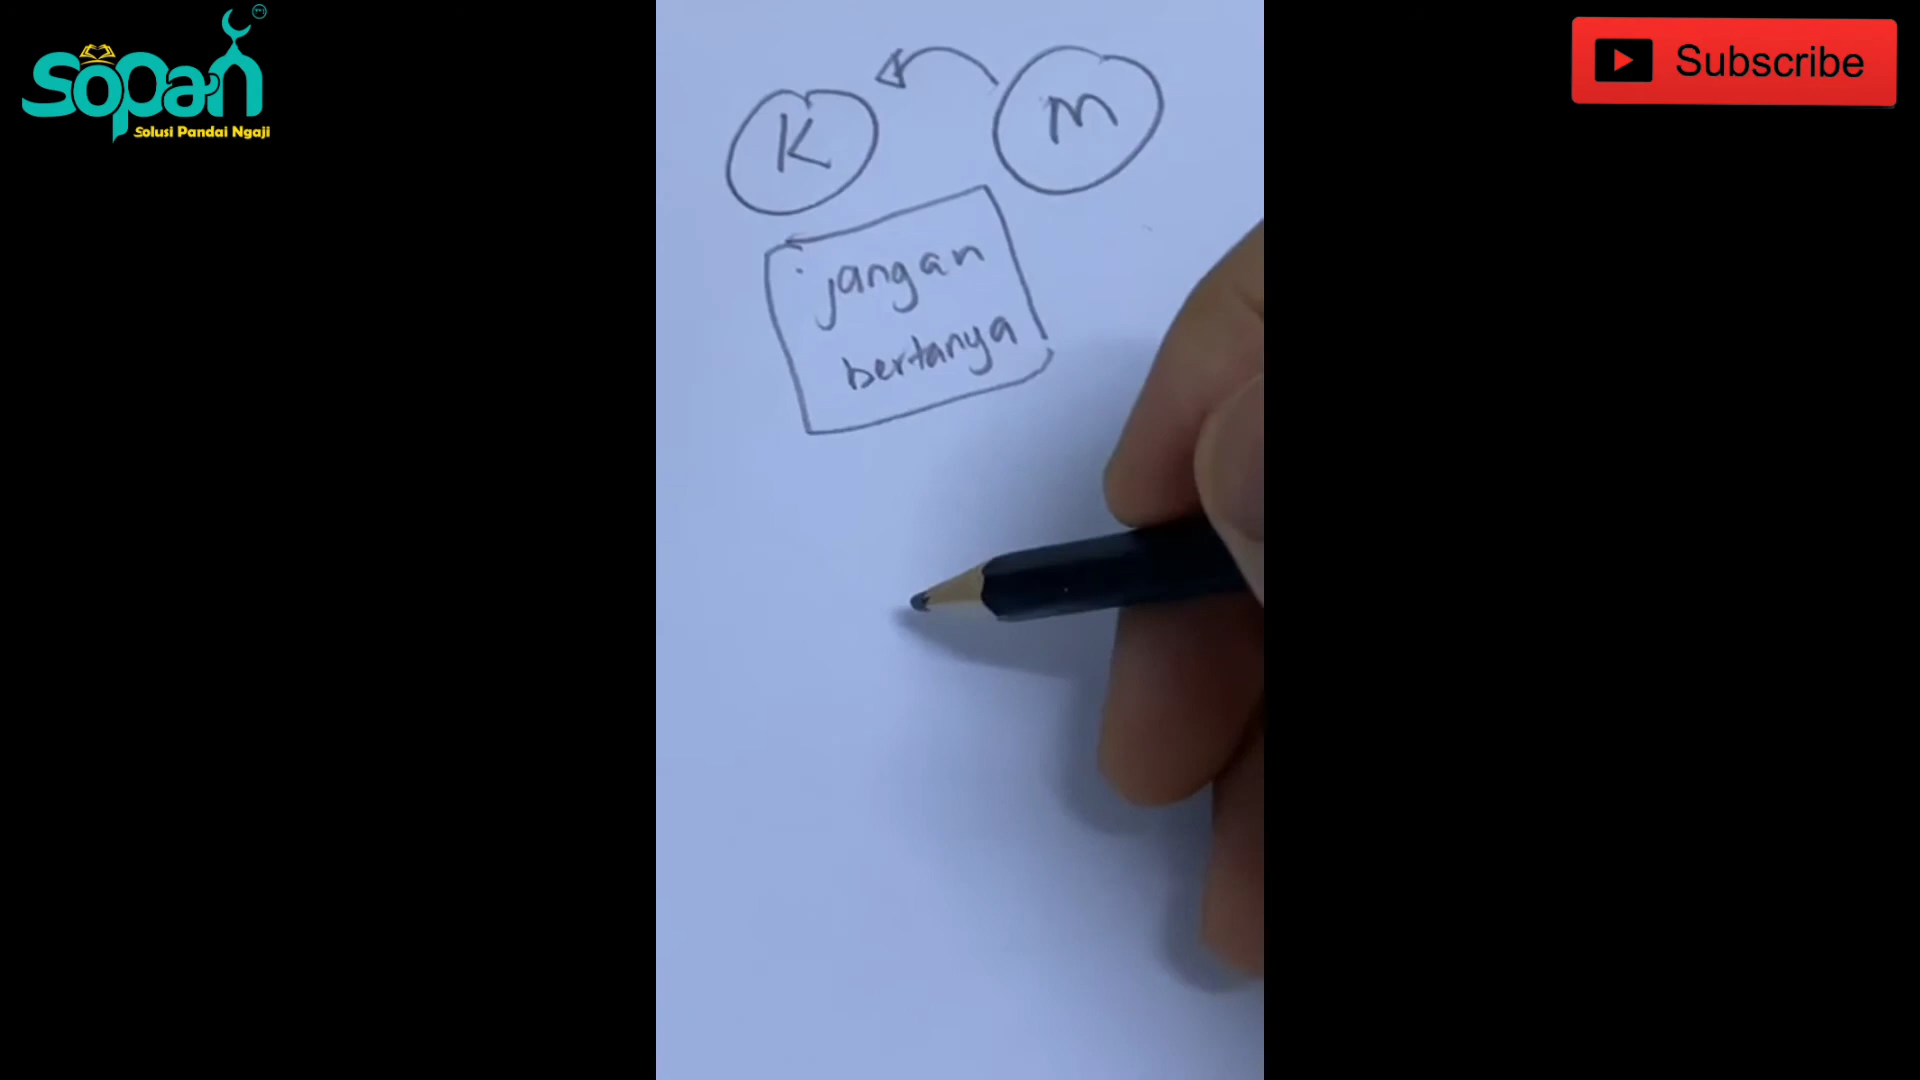 Sopan
Solusi Pandai Ngaji
Subscribe
K
M
jangan
bertanya